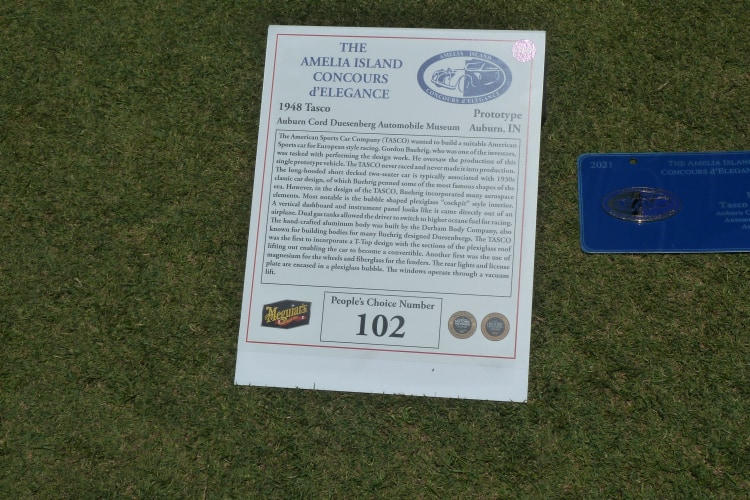 THE
AMELIA ISLAND
CONCOURS
d'ELEGANCE
AMELIA ISLAND
CONCOURS d'ELEGANCE
1948 Tasco
Prototype
Auburn Cord Duesenberg Automobile Museum Auburn, IN
The American Sports Car Company (TASCO) wanted to build a suitable American
Sports car for European style racing. Gordon Buehrig, who was one of the investors,
was tasked with performing the design work. He oversaw the production of this
single prototype vehicle. The TASCO never raced and never made it into production.
The long-hooded short decked two-seater car is typically associated with 1930s
classic car design, of which Buehrig penned some of the most famous shapes of the
era. However, in the design of the TASCO, Buehrig incorporated many aerospace
elements. Most notable is the bubble shaped plexiglass "cockpit" style interior.
A vertical dashboard and instrument panel looks like it came directly out of an
airplane. Dual gas tanks allowed the driver to switch to higher octane fuel for racing.
The hand-crafted aluminum body was built by the Derham Body Company, also
known for building bodies for many Buehrig designed Duesenbergs. The TASCO
was the first to incorporate a T-Top design with the sections of the plexiglass roof
lifting out enabling the car to become a convertible. Another first was the use of
magnesium for the wheels and fiberglass for the fenders. The rear lights and license
plate are encased in a plexiglass bubble. The windows operate through a vacuum
lift.
Meguiar's
People's Choice Number
102
2021
THE AMELIA ISLAND
CONCOURS d'ELEGAN
Tasco
Auburn